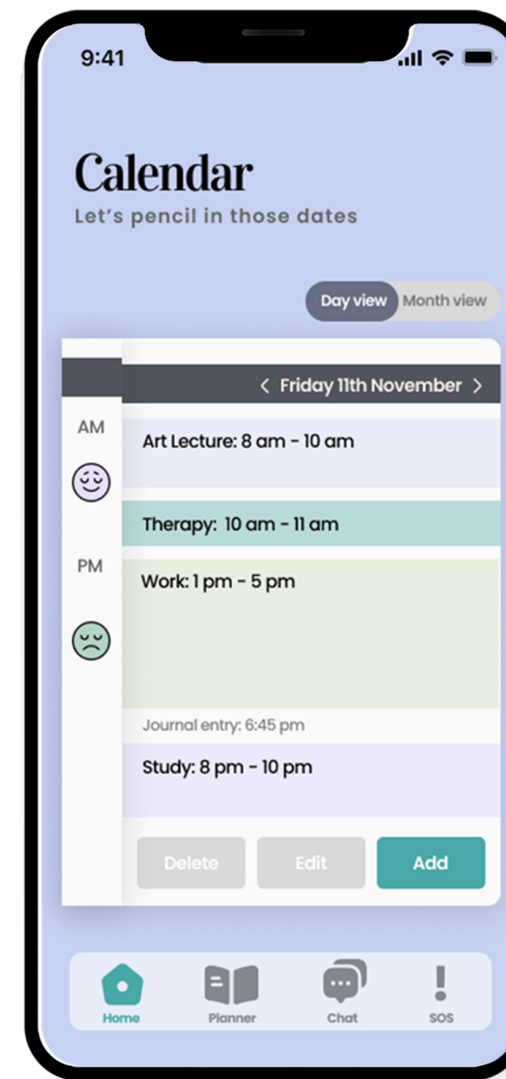 9:41
Calendar
Let's pencil in those dates
Day view Month view
< Friday 11th November >
AM
Art Lecture: 8 am - 10 am
Therapy: 10 am - 11 am
PM
Work: 1 pm - 5 pm
Journal entry: 6:45 pm
Study: 8 pm - 10 pm
Delete Edit Add
Home Planner Chat SOS